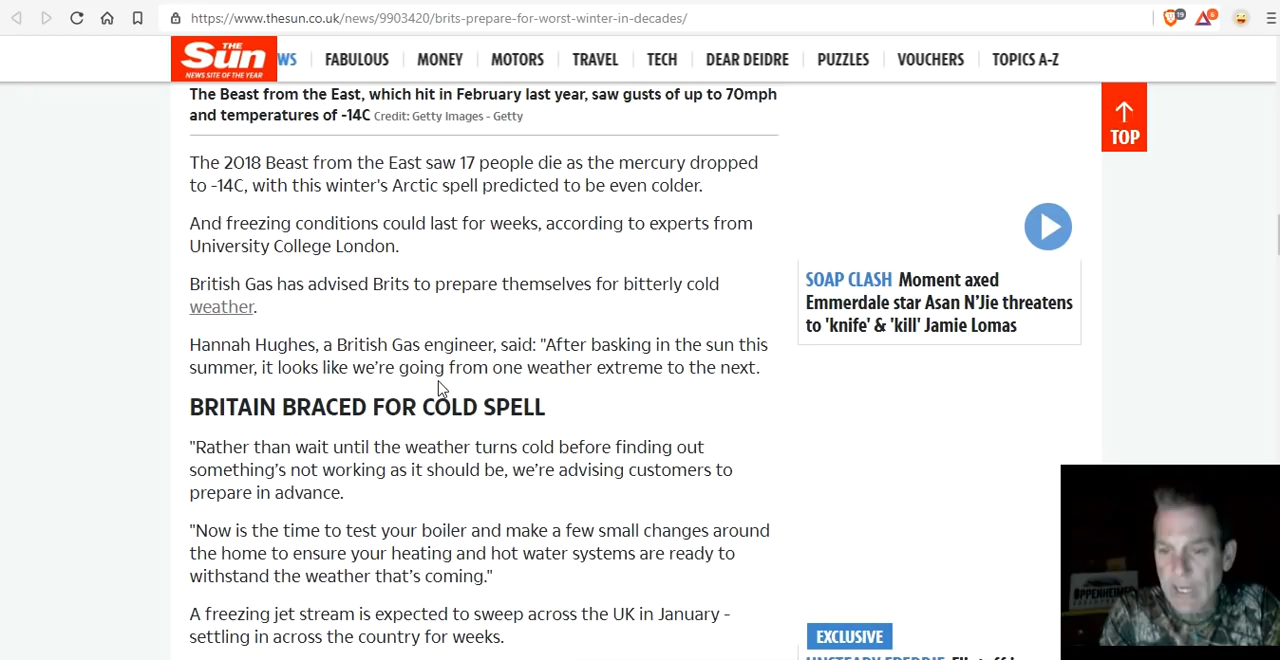 https://www.thesun.co.uk/news/9903420/brits-prepare-for-worst-winter-in-decades/
19
6
THE
Sun
NEWS SITE OF THE YEAR
WS
FABULOUS
MONEY
MOTORS
TRAVEL
TECH
DEAR DEIDRE
PUZZLES
VOUCHERS
TOPICS A-Z
The Beast from the East, which hit in February last year, saw gusts of up to 70mph
and temperatures of -14C Credit: Getty Images - Getty
The 2018 Beast from the East saw 17 people die as the mercury dropped
to -14C, with this winter's Arctic spell predicted to be even colder.
And freezing conditions could last for weeks, according to experts from
University College London.
British Gas has advised Brits to prepare themselves for bitterly cold
weather.
Hannah Hughes, a British Gas engineer, said: "After basking in the sun this
summer, it looks like we're going from one weather extreme to the next.
BRITAIN BRACED FOR COLD SPELL
"Rather than wait until the weather turns cold before finding out
something's not working as it should be, we're advising customers to
prepare in advance.
"Now is the time to test your boiler and make a few small changes around
the home to ensure your heating and hot water systems are ready to
withstand the weather that's coming."
A freezing jet stream is expected to sweep across the UK in January -
settling in across the country for weeks.
TOP
SOAP CLASH Moment axed
Emmerdale star Asan N'Jie threatens
to 'knife' & 'kill' Jamie Lomas
EXCLUSIVE
UNSTEADY FREDDIE